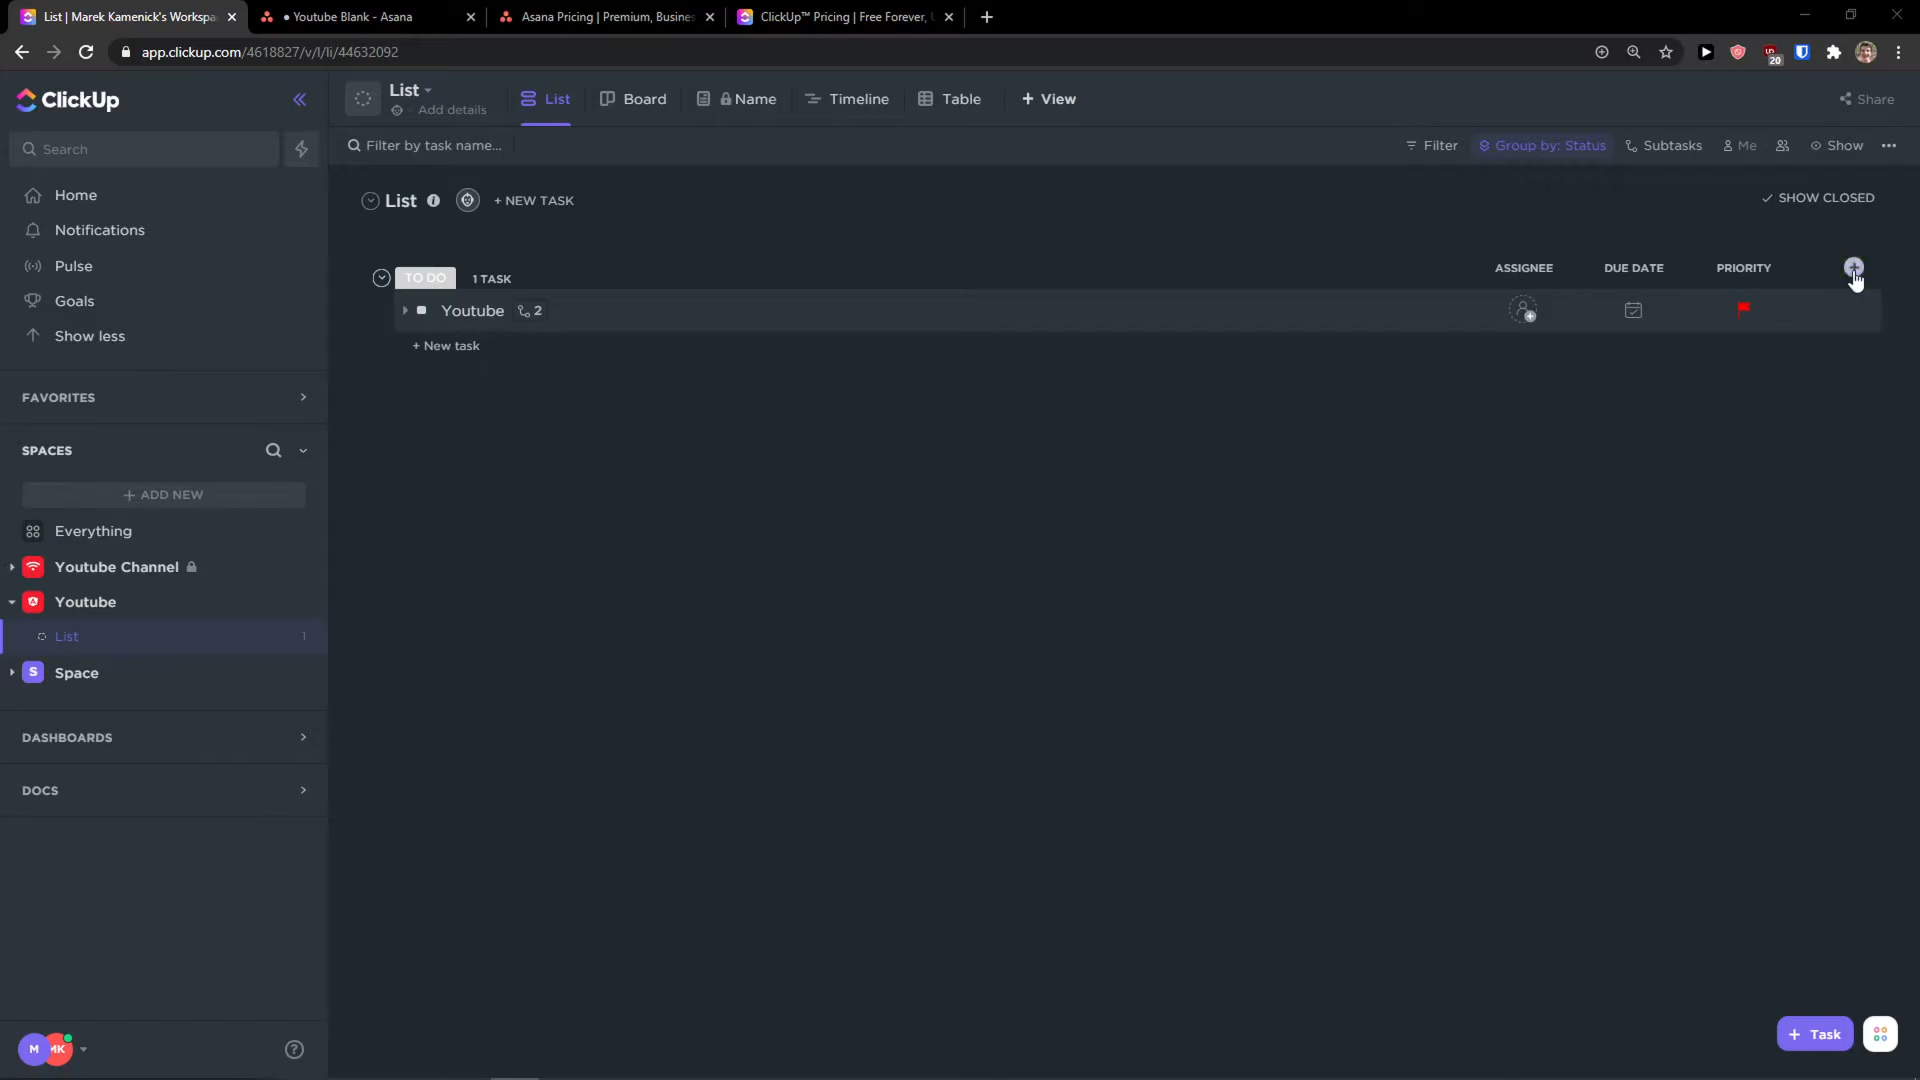 List | Marek Kamenick's Workspa
• Youtube Blank - Asana
Asana Pricing | Premium, Busines
ClickUp™ Pricing | Free Forever,
app.clickup.com/4618827/v/l/li/44632092
20
ClickUp
List
Add details
List
Board
Name
Timeline
Table
+ View
Share
Search
Filter by task name...
Filter
Group by: Status
Subtasks
Me
Show
Home
Notifications
Pulse
Goals
Show less
List
+ NEW TASK
SHOW CLOSED
TO DO
1 TASK
ASSIGNEE
DUE DATE
PRIORITY
Youtube
2
+ New task
FAVORITES
SPACES
+ ADD NEW
Everything
Youtube Channel
Youtube
List
1
S
Space
DASHBOARDS
DOCS
M
MK
?
+ Task